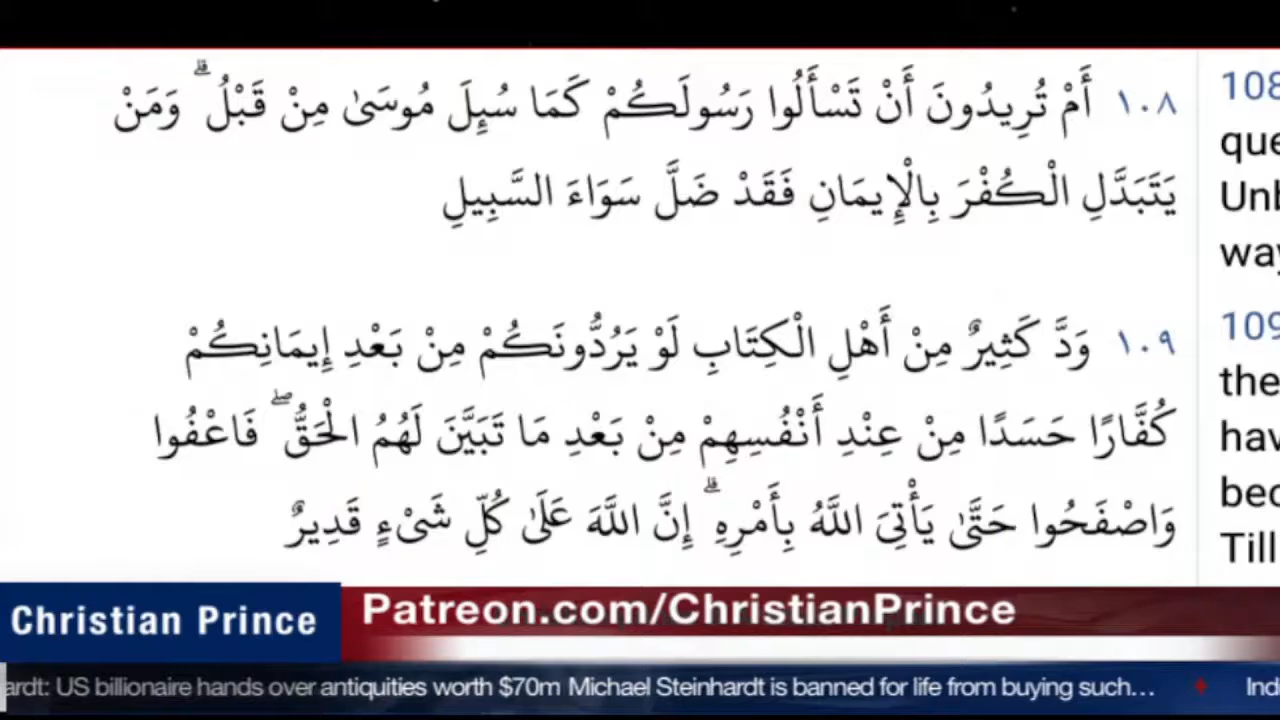 ١٠٨ أَمْ تُرِيدُونَ أَنْ تَسْأَلُوا رَسُولَكُمْ كَمَا سُئِلَ مُوسَىٰ مِنْ قَبْلُ ۗ وَمَنْ
يَتَبَدَّلِ الْكُفْرَ بِالْإِيمَانِ فَقَدْ ضَلَّ سَوَاءَ السَّبِيلِ
108
que
Unb
way
١٠٩ وَدَّ كَثِيرٌ مِنْ أَهْلِ الْكِتَابِ لَوْ يَرُدُّونَكُمْ مِنْ بَعْدِ إِيمَانِكُمْ
كُفَّارًا حَسَدًا مِنْ عِنْدِ أَنْفُسِهِمْ مِنْ بَعْدِ مَا تَبَيَّنَ لَهُمُ الْحَقُّ ۖ فَاعْفُوا
وَاصْفَحُوا حَتَّىٰ يَأْتِيَ اللَّهُ بِأَمْرِهِ ۗ إِنَّ اللَّهَ عَلَىٰ كُلِّ شَىْءٍ قَدِيرٌ
109
the
hav
bec
Till
Christian Prince
Patreon.com/ChristianPrince
ardt: US billionaire hands over antiquities worth $70m Michael Steinhardt is banned for life from buying such... Ind